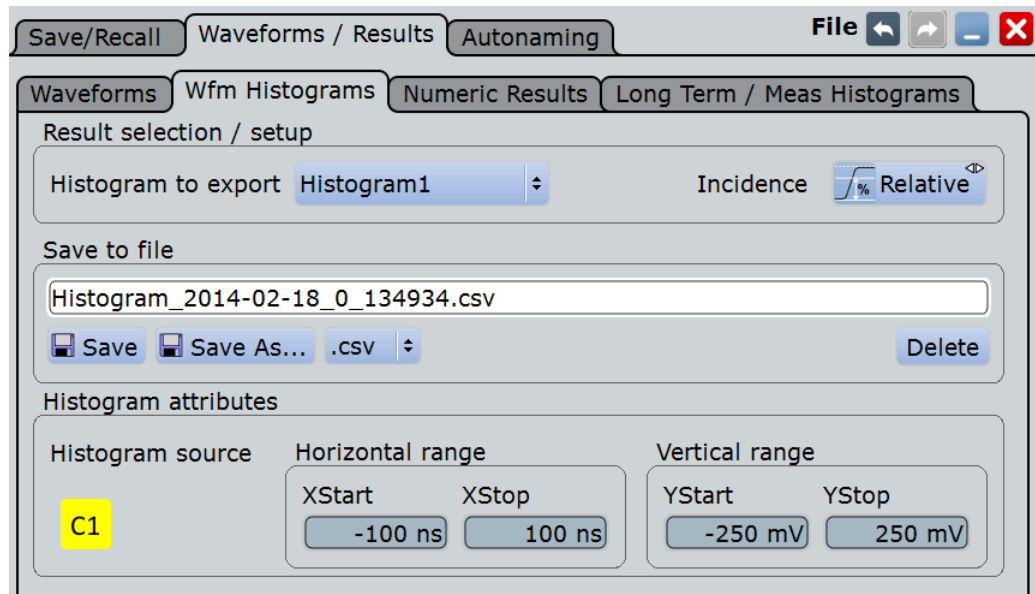 Save/Recall Waveforms / Results Autonaming File
Waveforms Wfm Histograms Numeric Results Long Term / Meas Histograms
Result selection / setup
Histogram to export Histogram1 Incidence % Relative
Save to file
Histogram_2014-02-18_0_134934.csv
Save Save As... .csv Delete
Histogram attributes
Histogram source Horizontal range Vertical range
XStart XStop YStart YStop
C1 -100 ns 100 ns -250 mV 250 mV